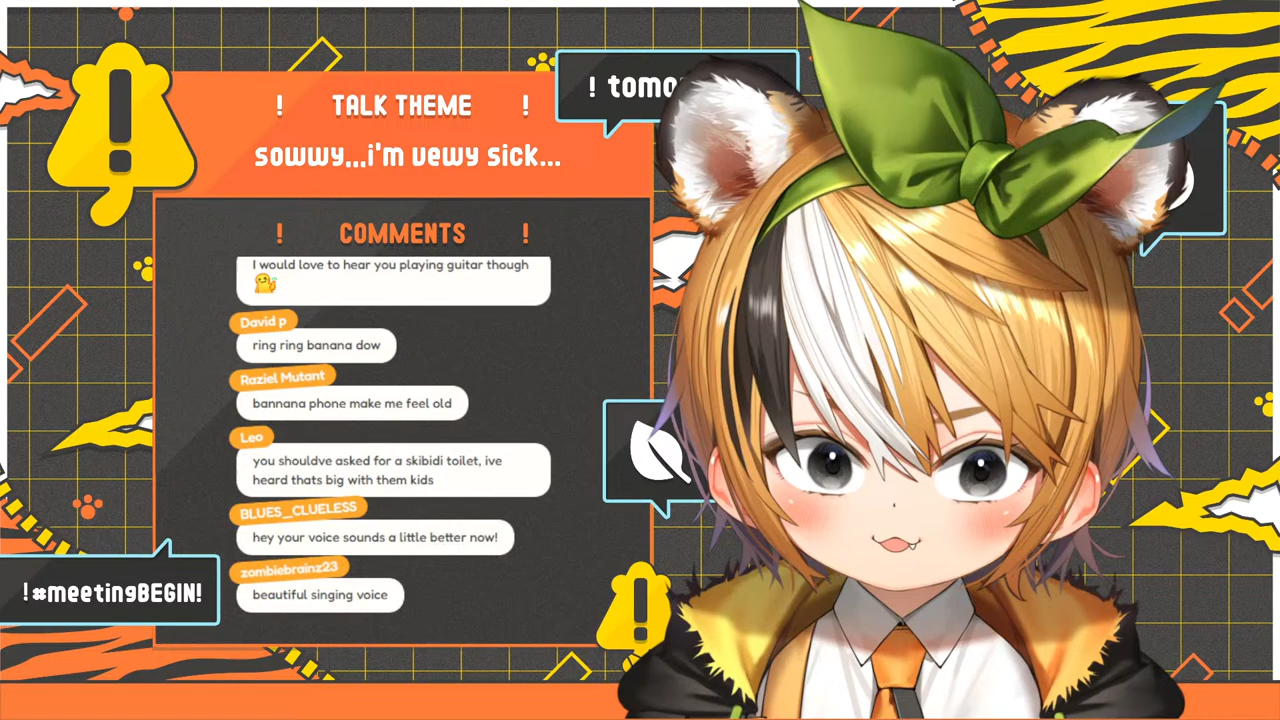 ! TALK THEME !
sowwy...i'm vewy sick...
! tomo
! COMMENTS !
I would love to hear you playing guitar though
David p
ring ring banana dow
Raziel Mutant
bannana phone make me feel old
Leo
you shouldve asked for a skibidi toilet, ive
heard thats big with them kids
BLUES_CLUELESS
hey your voice sounds a little better now!
zombiebrainz23
beautiful singing voice
!#meetingBEGIN!